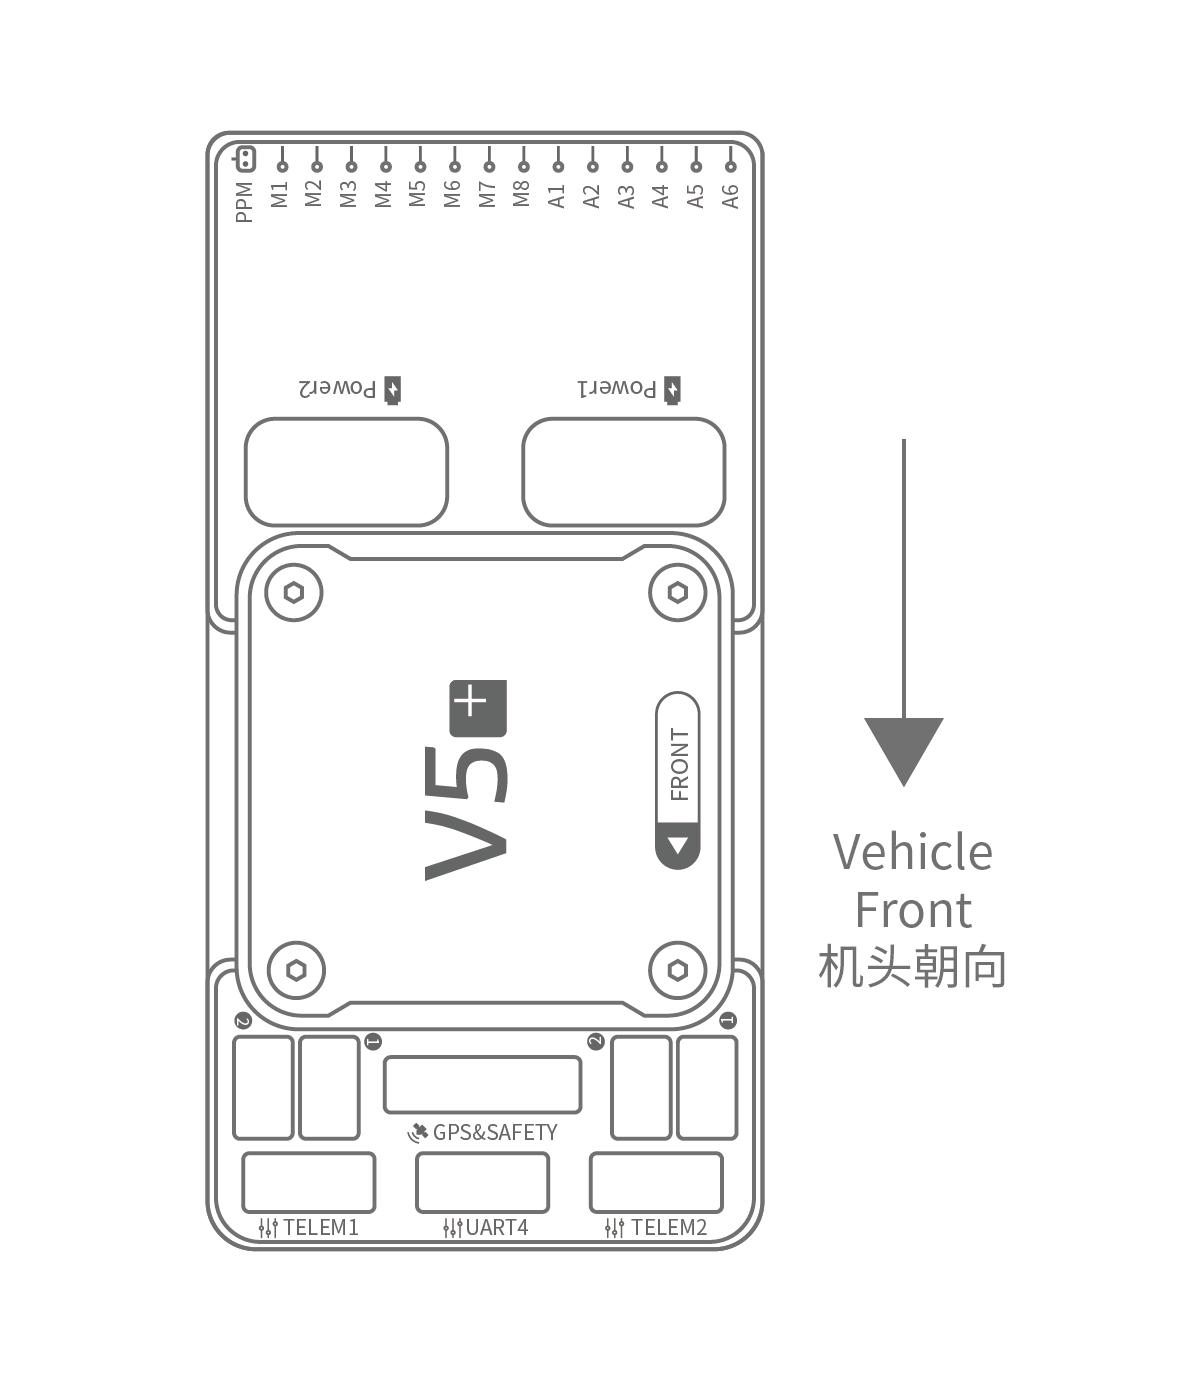 PPM M1 M2 M3 M4 M5 M6 M7 M8 A1 A2 A3 A4 A5 A6
Power2 Power1
V5+
FRONT
Vehicle
Front
机头朝向
2 1 2 1
GPS&SAFETY
TELEM1 UART4 TELEM2